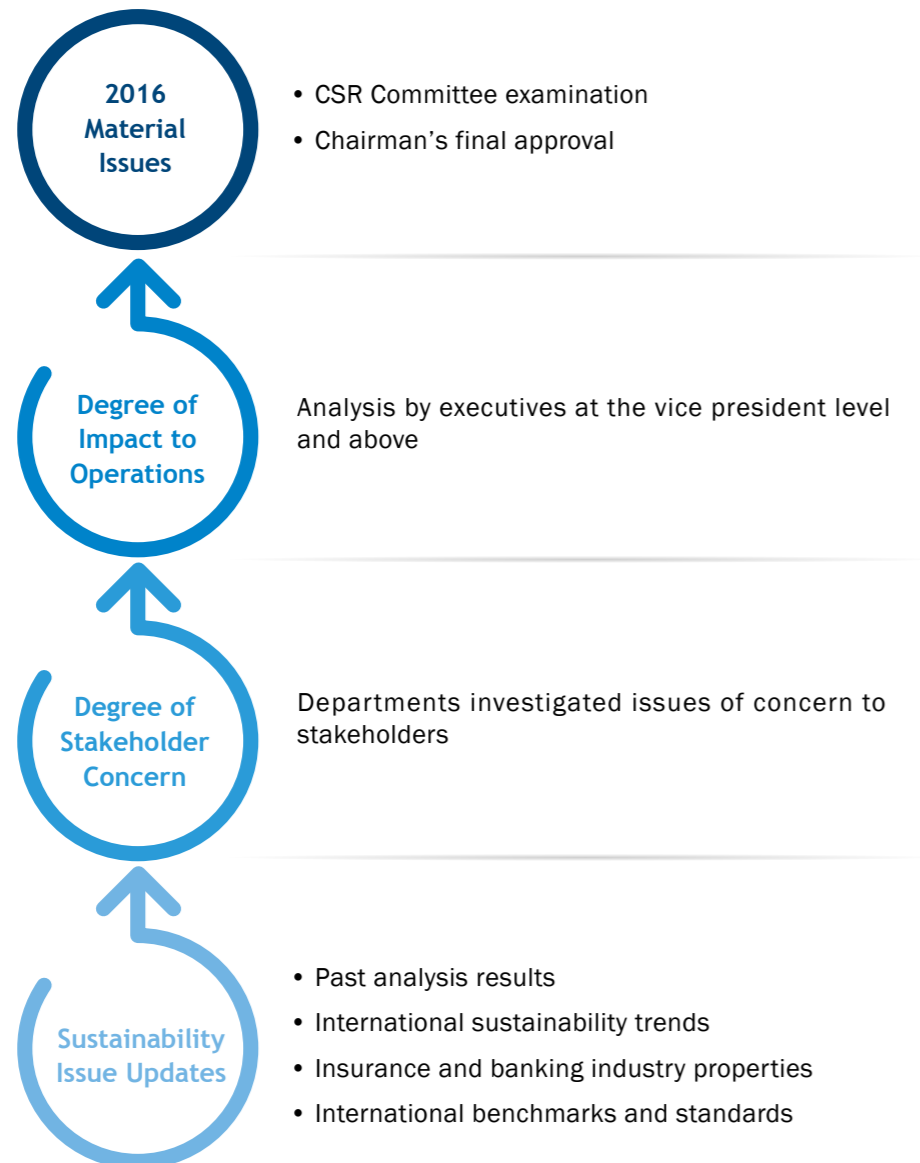 2016
Material
Issues
• CSR Committee examination
• Chairman’s final approval
Degree of
Impact to
Operations
Analysis by executives at the vice president level
and above
Degree of
Stakeholder
Concern
Departments investigated issues of concern to
stakeholders
Sustainability
Issue Updates
• Past analysis results
• International sustainability trends
• Insurance and banking industry properties
• International benchmarks and standards